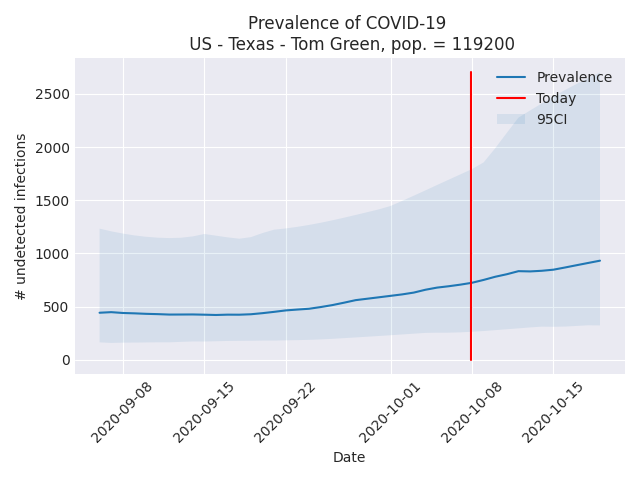 Prevalence of COVID-19
US - Texas - Tom Green, pop. = 119200
Prevalence
Today
95CI
# undetected infections
2500
2000
1500
1000
500
0
2020-09-08
2020-09-15
2020-09-22
2020-10-01
2020-10-08
2020-10-15
Date